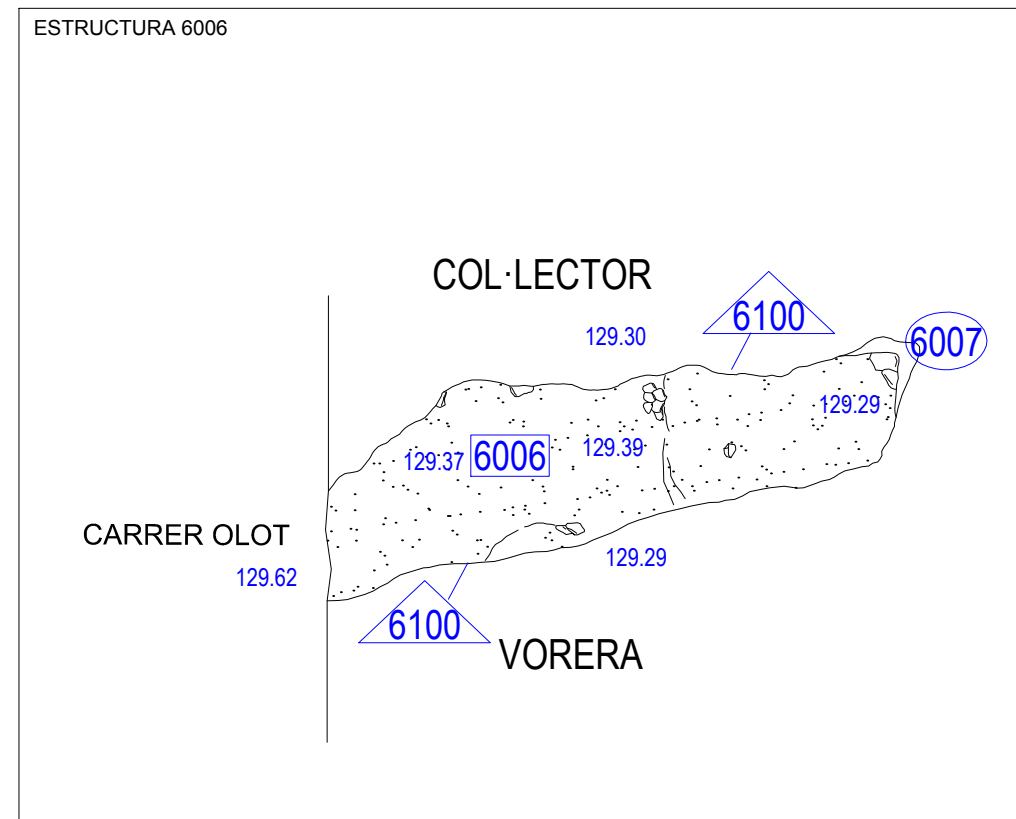 ESTRUCTURA 6006
COL·LECTOR
6100
129.30
6007
129.29
129.37
6006
129.39
CARRER OLOT
129.62
129.29
6100
VORERA